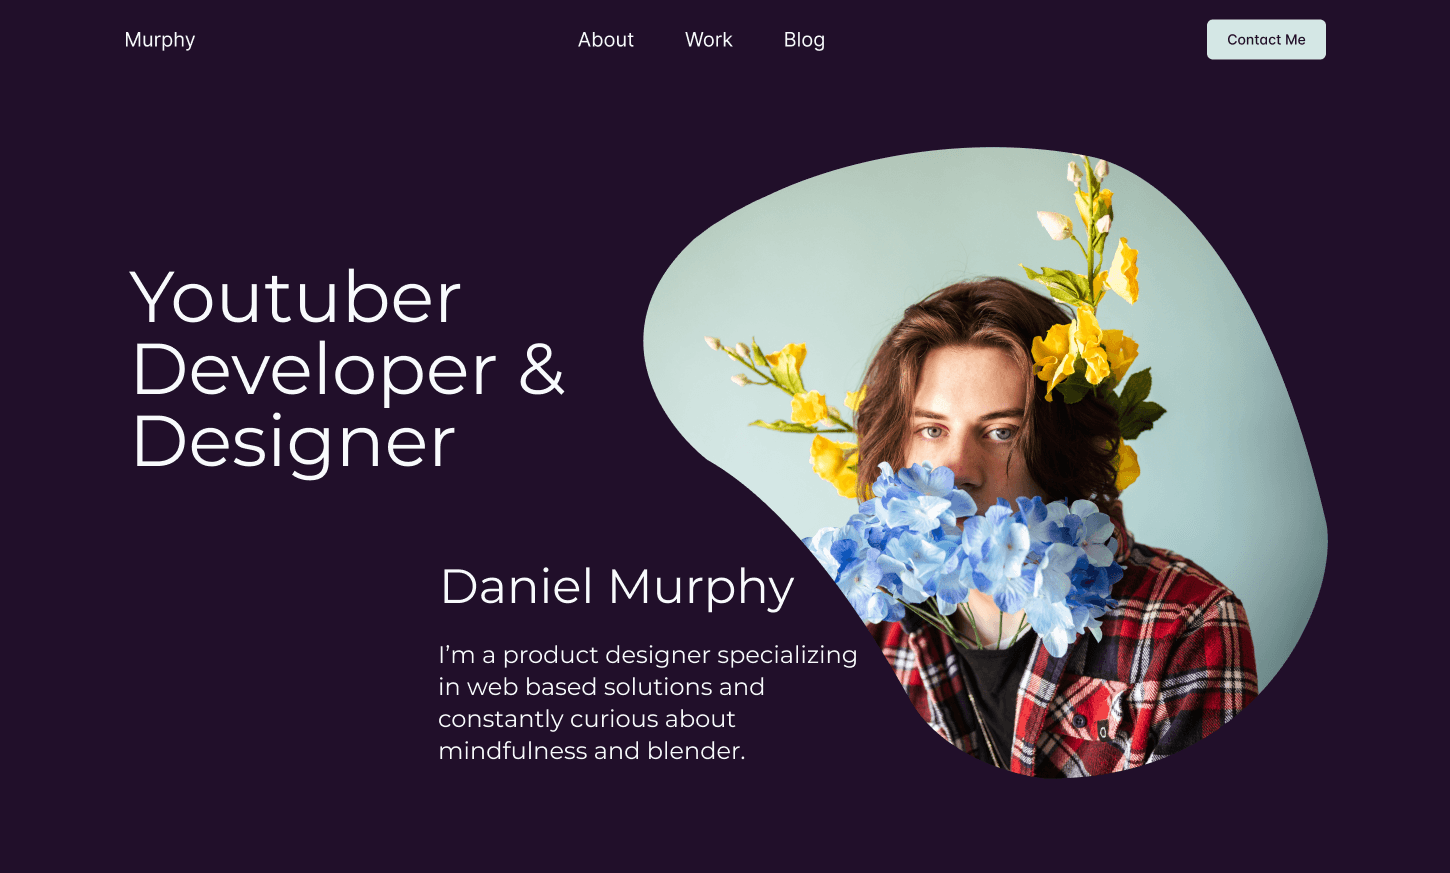 Murphy
About
Work
Blog
Contact Me
Youtuber
Developer &
Designer
Daniel Murphy
I’m a product designer specializing
in web based solutions and
constantly curious about
mindfulness and blender.